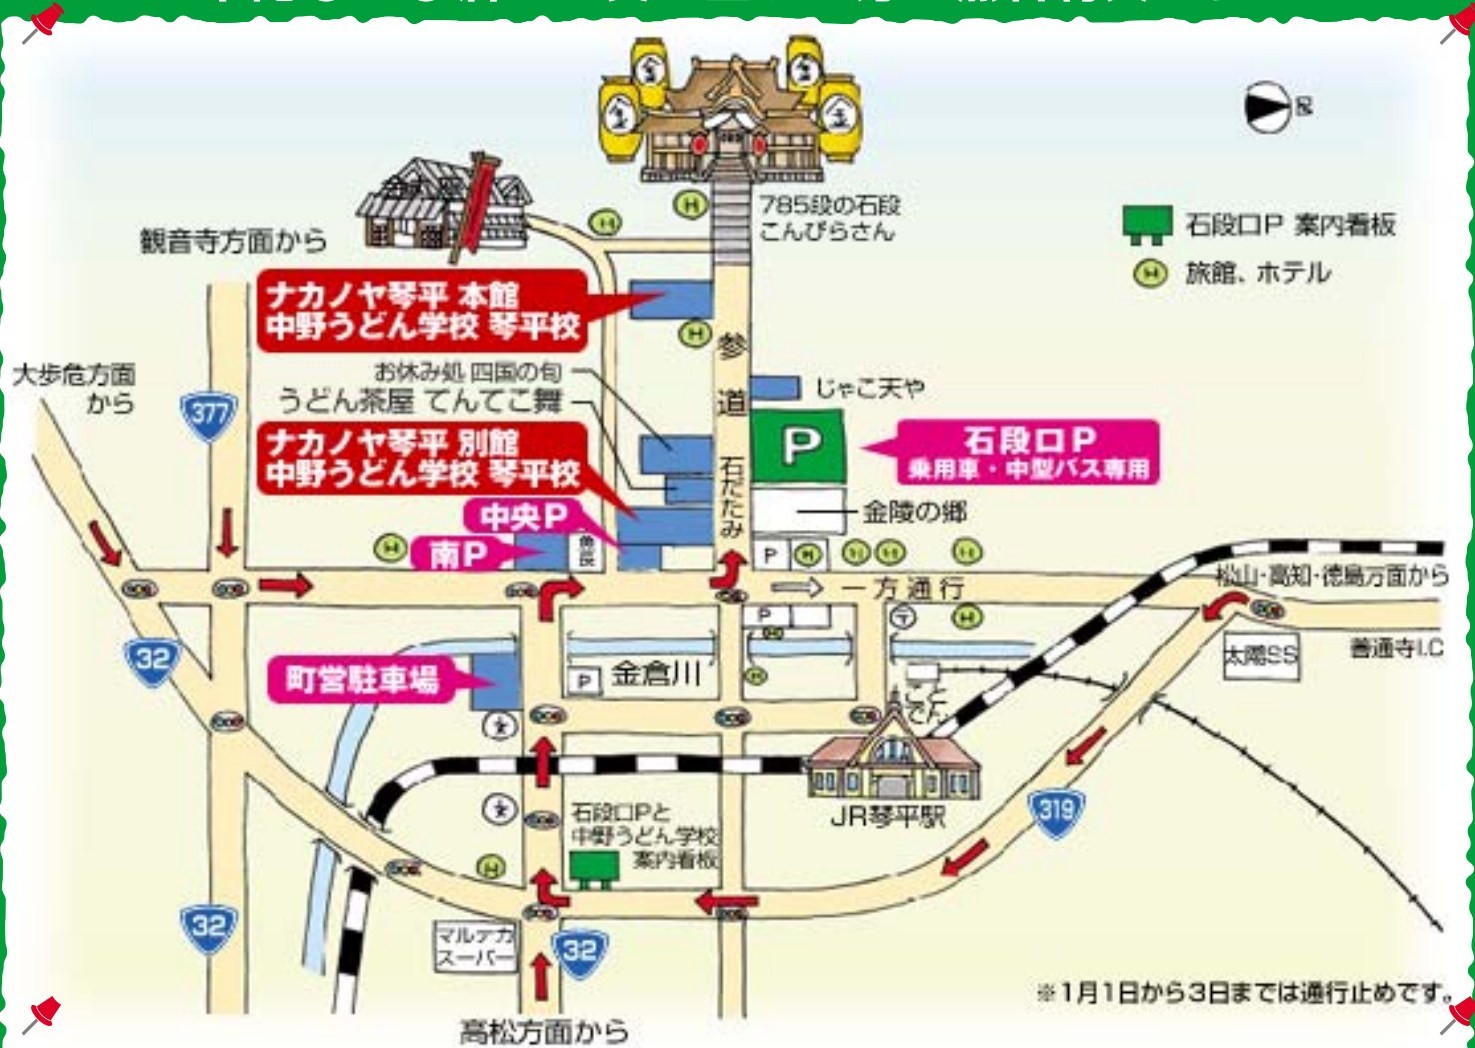 金
金
金
金
785段の石段
こんぴらさん
石段口P 案内看板
旅館、ホテル
観音寺方面から
ナカノヤ琴平 本館
中野うどん学校 琴平校
参道
お休み処 四国の旬
うどん茶屋 てんてこ舞
じゃこ天や
大歩危方面
から
377
ナカノヤ琴平 別館
中野うどん学校 琴平校
P
石段口P
乗用車・中型バス専用
石だたみ
金陵の郷
中央P
南P
魚長
P
一方通行
松山・高知・徳島方面から
P
〒
32
善通寺I.C
太陽SS
町営駐車場
P
金倉川
ことでん
JR琴平駅
319
石段口Pと
中野うどん学校
案内看板
32
マルナカ
スーパー
32
高松方面から
※1月1日から3日までは通行止めです。